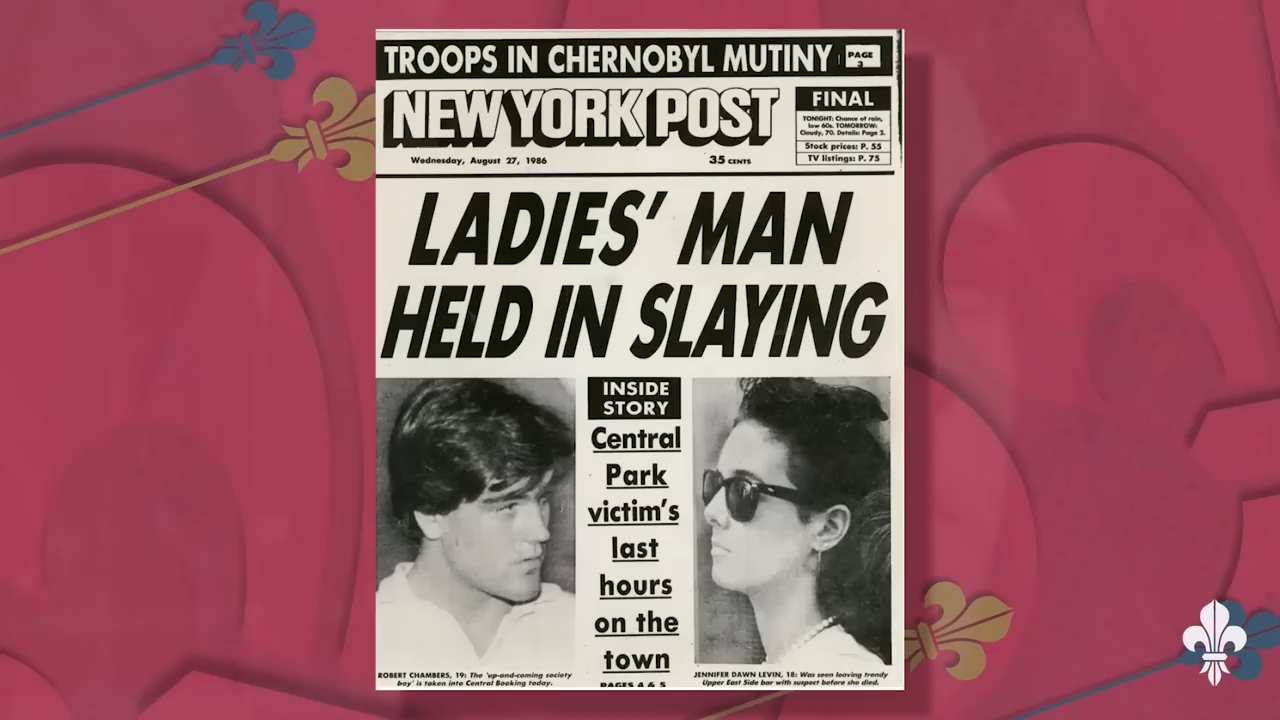 TROOPS IN CHERNOBYL MUTINY
PAGE
3
NEW YORK POST
FINAL
TONIGHT: Chance of rain,
low 60s. TOMORROW:
Cloudy, 70. Details: Page 2.
Stock prices: P. 55
TV listings: P. 75
Wednesday, August 27, 1986
35 CENTS
LADIES' MAN
HELD IN SLAYING
INSIDE
STORY
Central
Park
victim's
last
hours
on the
town
PAGES 4 & 5
ROBERT CHAMBERS, 19: The 'up-and-coming society
boy' is taken into Central Booking today.
JENNIFER DAWN LEVIN, 18: Was seen leaving trendy
Upper East Side bar with suspect before she died.